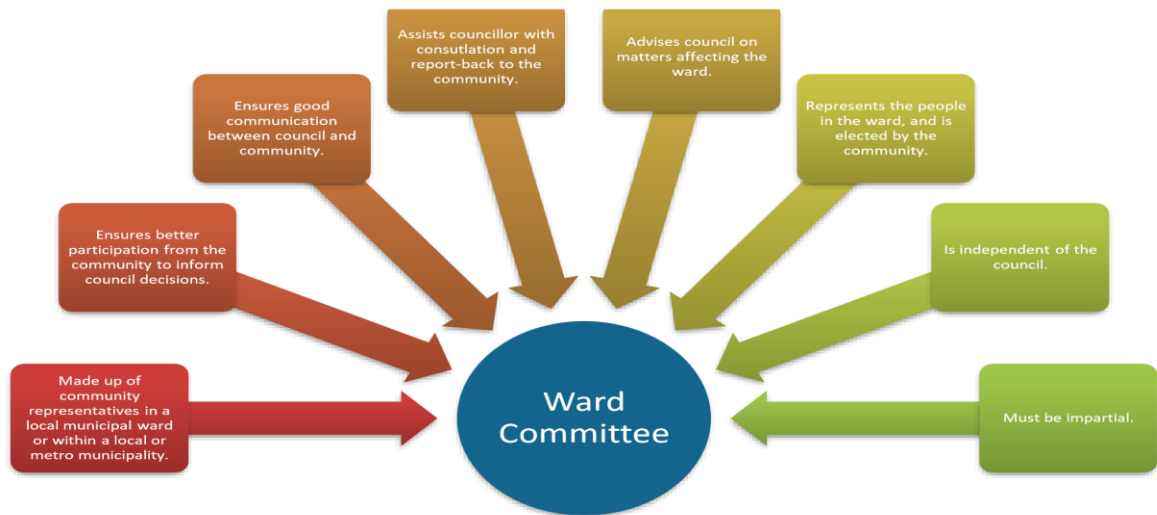 Made up of
community
representatives in a
local municipal ward
or within a local or
metro municipality.
Ensures better
participation from the
community to inform
council decisions.
Ensures good
communication
between council and
community.
Assists councillor with
consutlation and
report-back to the
community.
Advises council on
matters affecting the
ward.
Represents the people
in the ward, and is
elected by the
community.
Is independent of the
council.
Must be impartial.
Ward
Committee